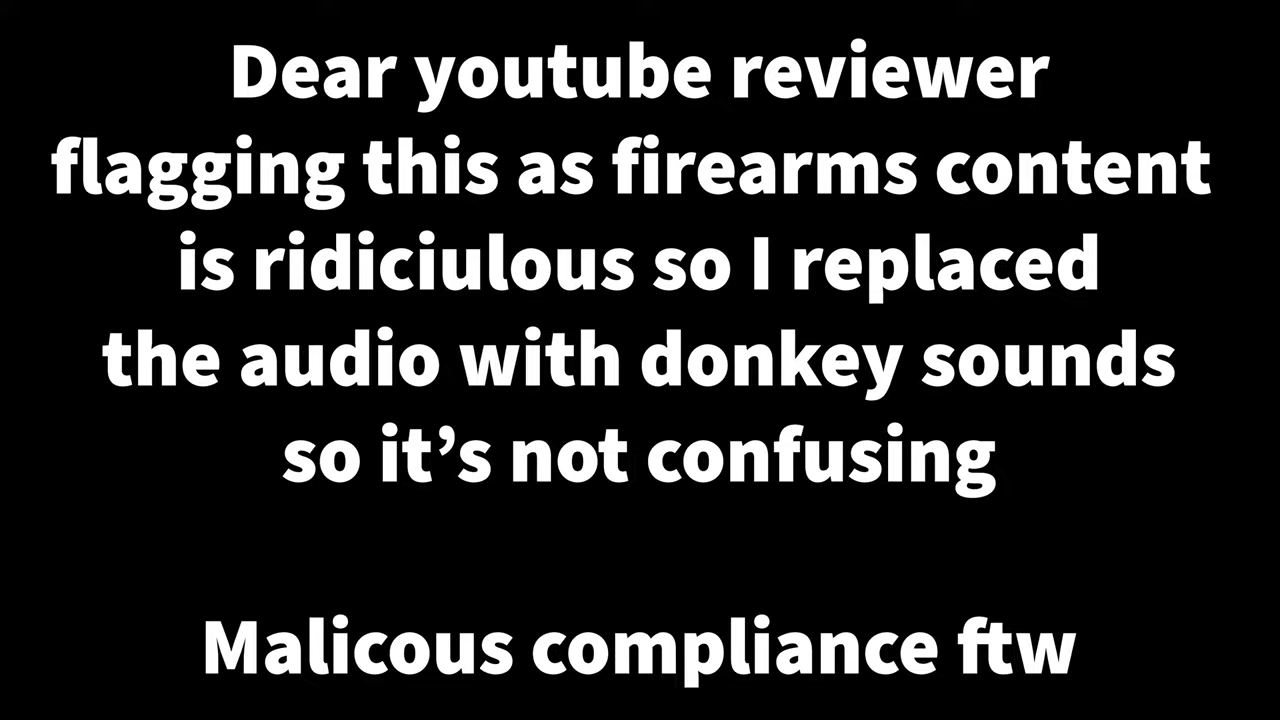 Dear youtube reviewer
flagging this as firearms content
is ridiciulous so I replaced
the audio with donkey sounds
so it’s not confusing
Malicous compliance ftw